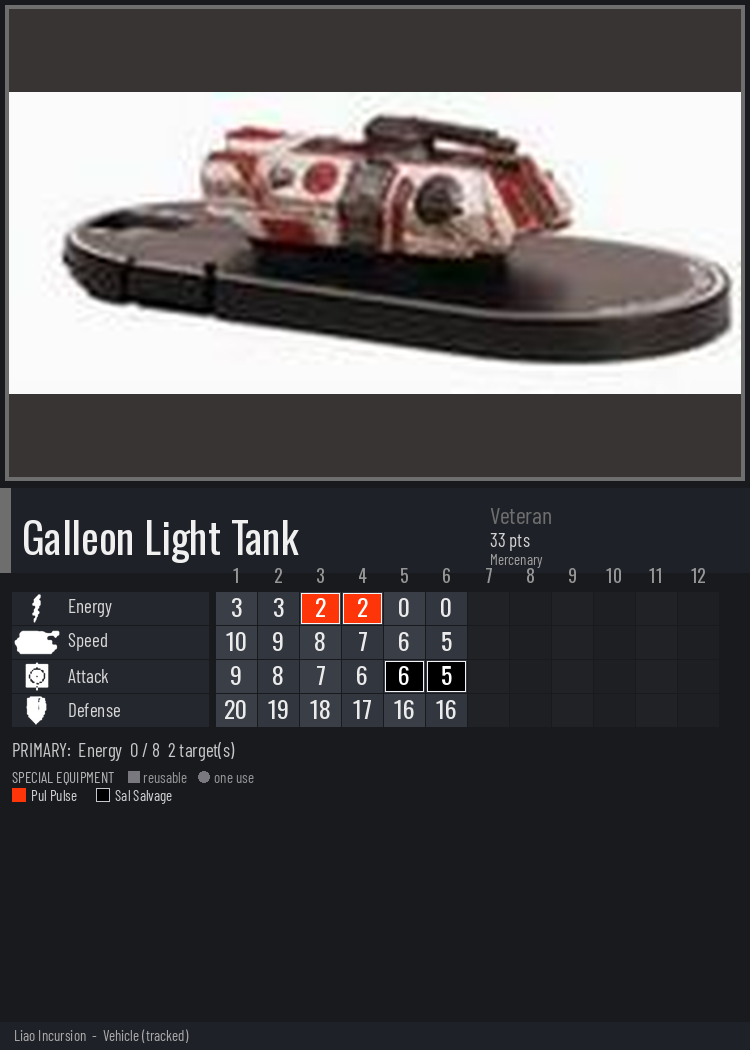 Galleon Light Tank
Veteran
33 pts
Mercenary
1 2 3 4 5 6 7 8 9 10 11 12
Energy 3 3 2 2 0 0
Speed 10 9 8 7 6 5
Attack 9 8 7 6 6 5
Defense 20 19 18 17 16 16
PRIMARY: Energy 0 / 8 2 target(s)
SPECIAL EQUIPMENT reusable one use
Pul Pulse Sal Salvage
Liao Incursion - Vehicle (tracked)